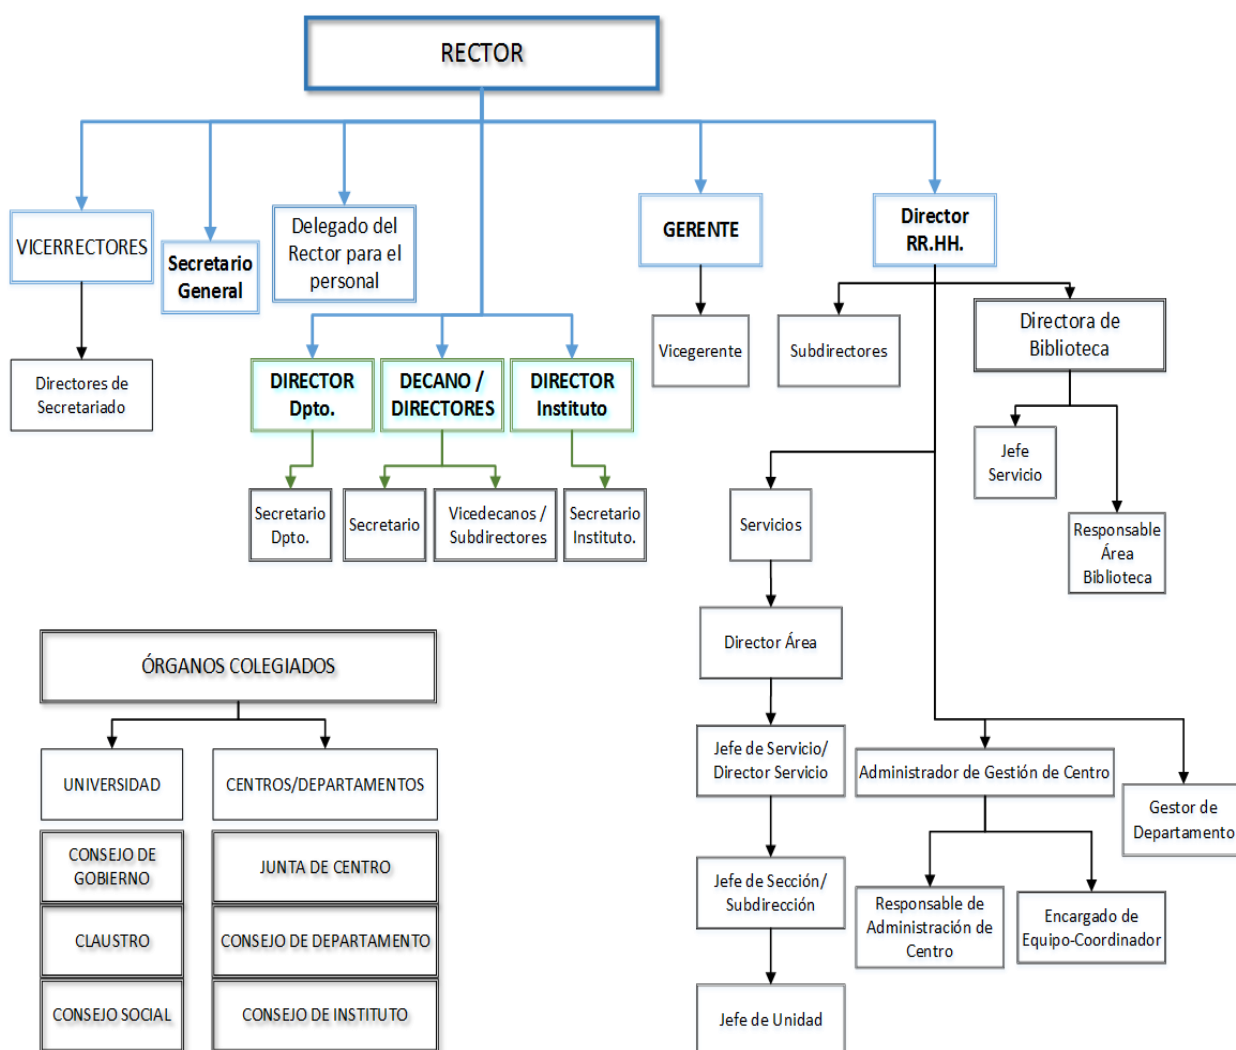 RECTOR
VICERRECTORES
Secretario
General
Delegado del
Rector para el
personal
GERENTE
Director
RR.HH.
Directores de
Secretariado
DIRECTOR
Dpto.
DECANO /
DIRECTORES
DIRECTOR
Instituto
Vicegerente
Subdirectores
Directora de
Biblioteca
Secretario
Dpto.
Secretario
Vicedecanos /
Subdirectores
Secretario
Instituto.
Servicios
Jefe
Servicio
Responsable
Área
Biblioteca
Director Área
Jefe de Servicio/
Director Servicio
Administrador de Gestión de Centro
Gestor de
Departamento
Jefe de Sección/
Subdirección
Responsable de
Administración de
Centro
Encargado de
Equipo-Coordinador
Jefe de Unidad
ÓRGANOS COLEGIADOS
UNIVERSIDAD
CENTROS/DEPARTAMENTOS
CONSEJO DE
GOBIERNO
JUNTA DE CENTRO
CLAUSTRO
CONSEJO DE DEPARTAMENTO
CONSEJO SOCIAL
CONSEJO DE INSTITUTO